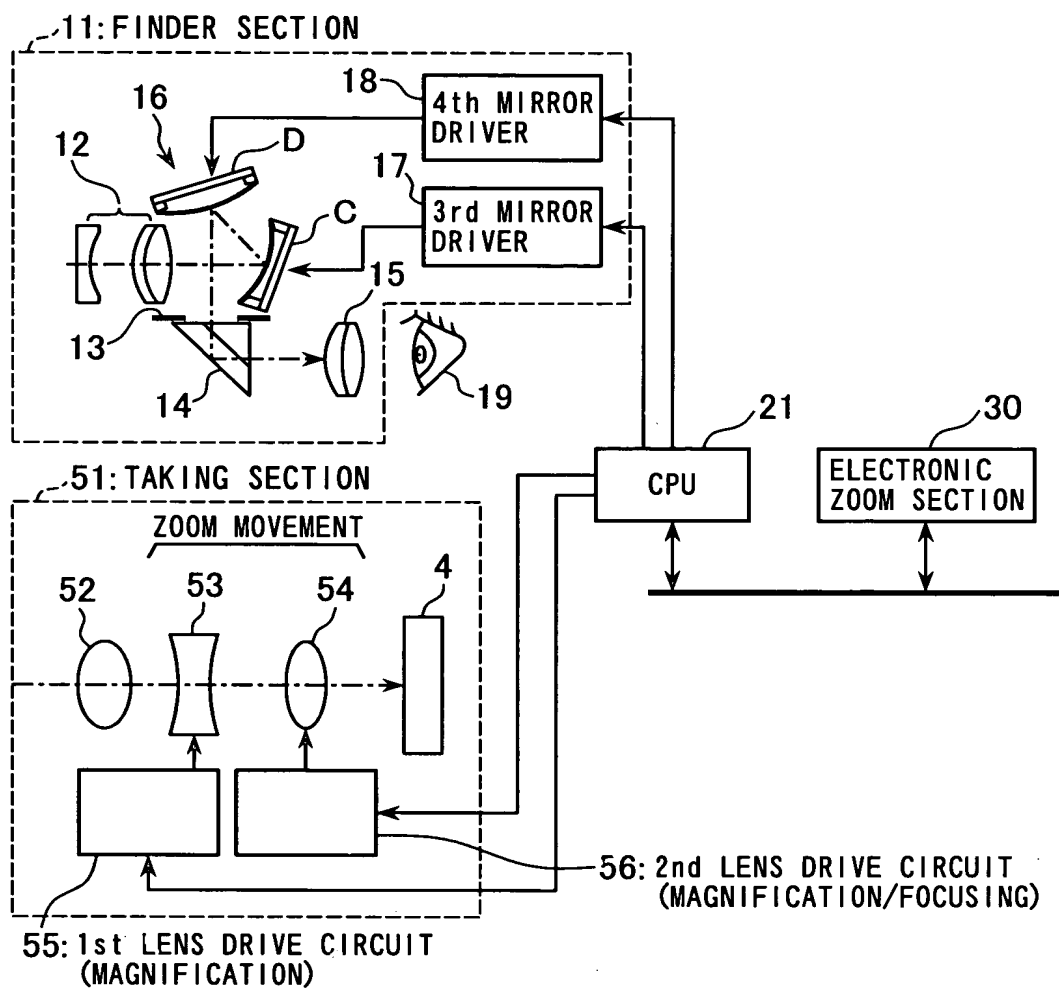 11: FINDER SECTION
18
4th MIRROR
DRIVER
16
D
12
17
3rd MIRROR
DRIVER
C
15
13
14
19
21
CPU
30
ELECTRONIC
ZOOM SECTION
51: TAKING SECTION
ZOOM MOVEMENT
52
53
54
4
56: 2nd LENS DRIVE CIRCUIT
(MAGNIFICATION/FOCUSING)
55: 1st LENS DRIVE CIRCUIT
(MAGNIFICATION)